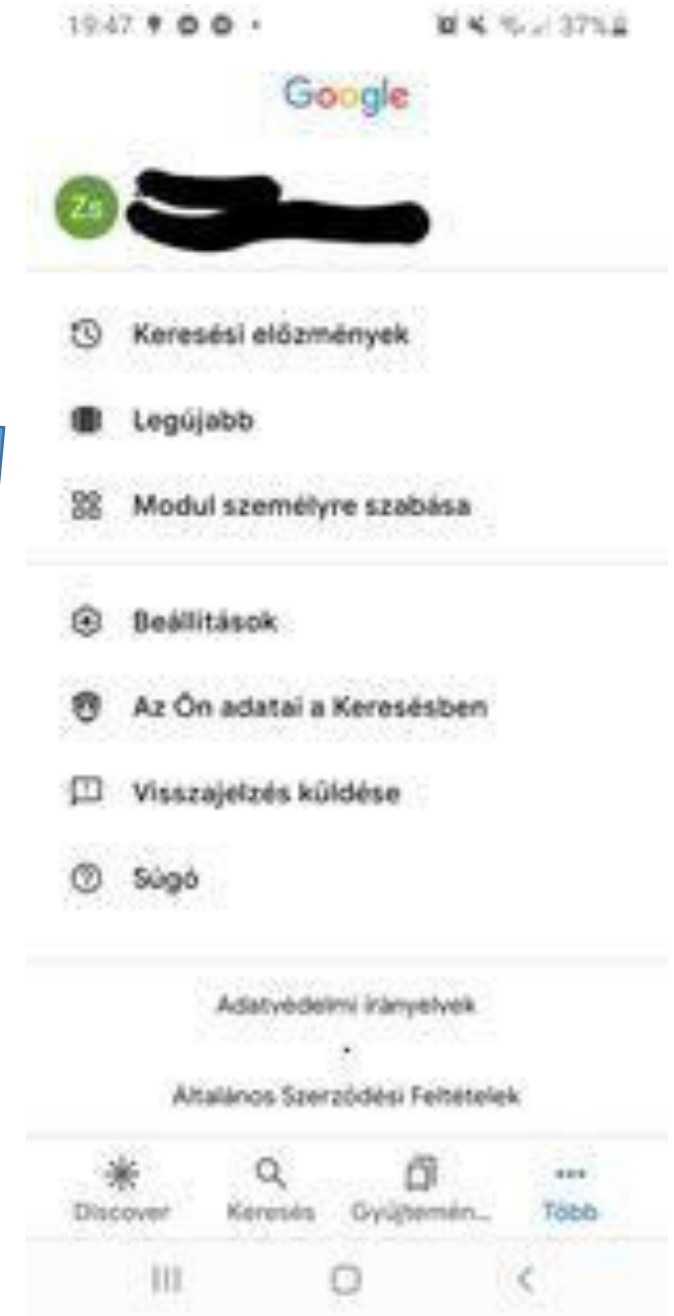 19:47 37%
Google
Zs
Keresési előzmények
Legújabb
Modul személyre szabása
Beállítások
Az Ön adatai a Keresésben
Visszajelzés küldése
Súgó
Adatvédelmi irányelvek
Általános Szerződési Feltételek
Discover Keresés Gyűjtemén... Több